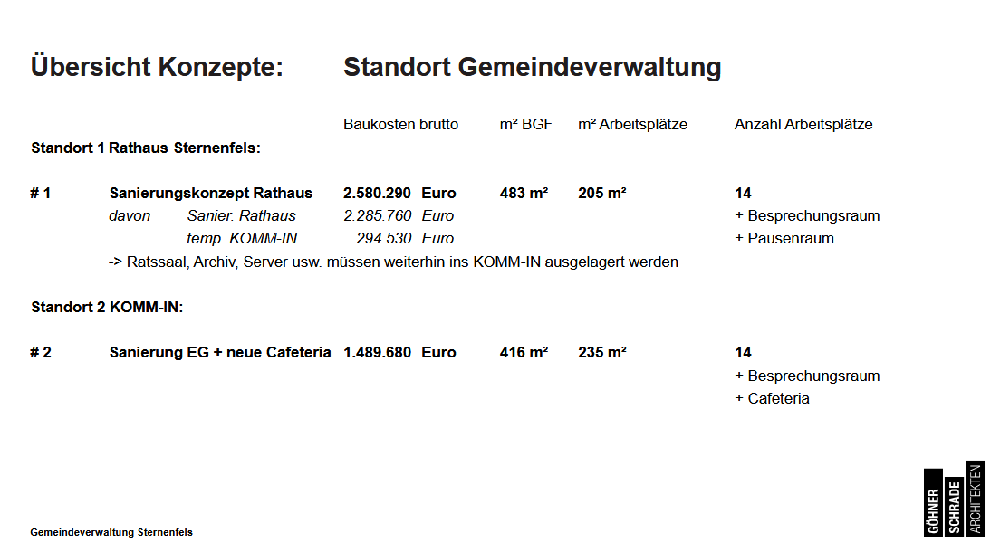 Übersicht Konzepte: Standort Gemeindeverwaltung
Baukosten brutto m² BGF m² Arbeitsplätze Anzahl Arbeitsplätze
Standort 1 Rathaus Sternenfels:
# 1 Sanierungskonzept Rathaus 2.580.290 Euro 483 m² 205 m² 14
davon Sanier. Rathaus 2.285.760 Euro + Besprechungsraum
temp. KOMM-IN 294.530 Euro + Pausenraum
-> Ratssaal, Archiv, Server usw. müssen weiterhin ins KOMM-IN ausgelagert werden
Standort 2 KOMM-IN:
# 2 Sanierung EG + neue Cafeteria 1.489.680 Euro 416 m² 235 m² 14
+ Besprechungsraum
+ Cafeteria
GÖHNER
SCHRADE
ARCHITEKTEN
Gemeindeverwaltung Sternenfels